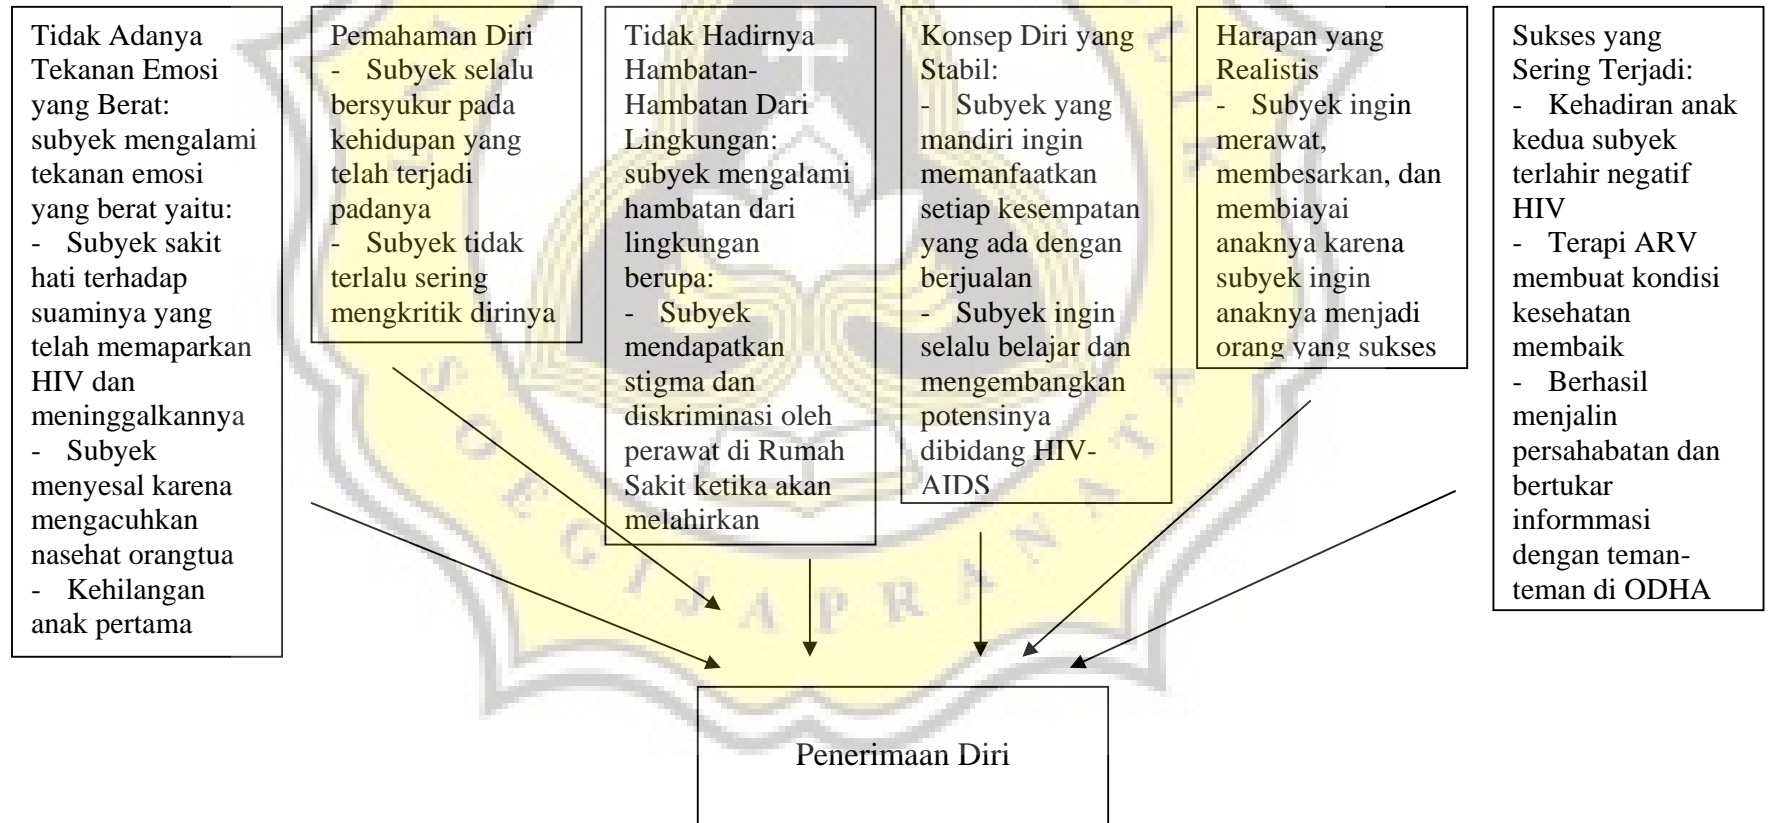 Tidak Adanya
Tekanan Emosi
yang Berat:
subyek mengalami
tekanan emosi
yang berat yaitu:
- Subyek sakit
hati terhadap
suaminya yang
telah memaparkan
HIV dan
meninggalkannya
- Subyek
menyesal karena
mengacuhkan
nasehat orangtua
- Kehilangan
anak pertama
Pemahaman Diri
- Subyek selalu
bersyukur pada
kehidupan yang
telah terjadi
padanya
- Subyek tidak
terlalu sering
mengkritik dirinya
Tidak Hadirnya
Hambatan-
Hambatan Dari
Lingkungan:
subyek mengalami
hambatan dari
lingkungan
berupa:
- Subyek
mendapatkan
stigma dan
diskriminasi oleh
perawat di Rumah
Sakit ketika akan
melahirkan
Konsep Diri yang
Stabil:
- Subyek yang
mandiri ingin
memanfaatkan
setiap kesempatan
yang ada dengan
berjualan
- Subyek ingin
selalu belajar dan
mengembangkan
potensinya
dibidang HIV-
AIDS
Harapan yang
Realistis
- Subyek ingin
merawat,
membesarkan, dan
membiayai
anaknya karena
subyek ingin
anaknya menjadi
orang yang sukses
Sukses yang
Sering Terjadi:
- Kehadiran anak
kedua subyek
terlahir negatif
HIV
- Terapi ARV
membuat kondisi
kesehatan
membaik
- Berhasil
menjalin
persahabatan dan
bertukar
informmasi
dengan teman-
teman di ODHA
Penerimaan Diri
SOEGIJAPRANATA